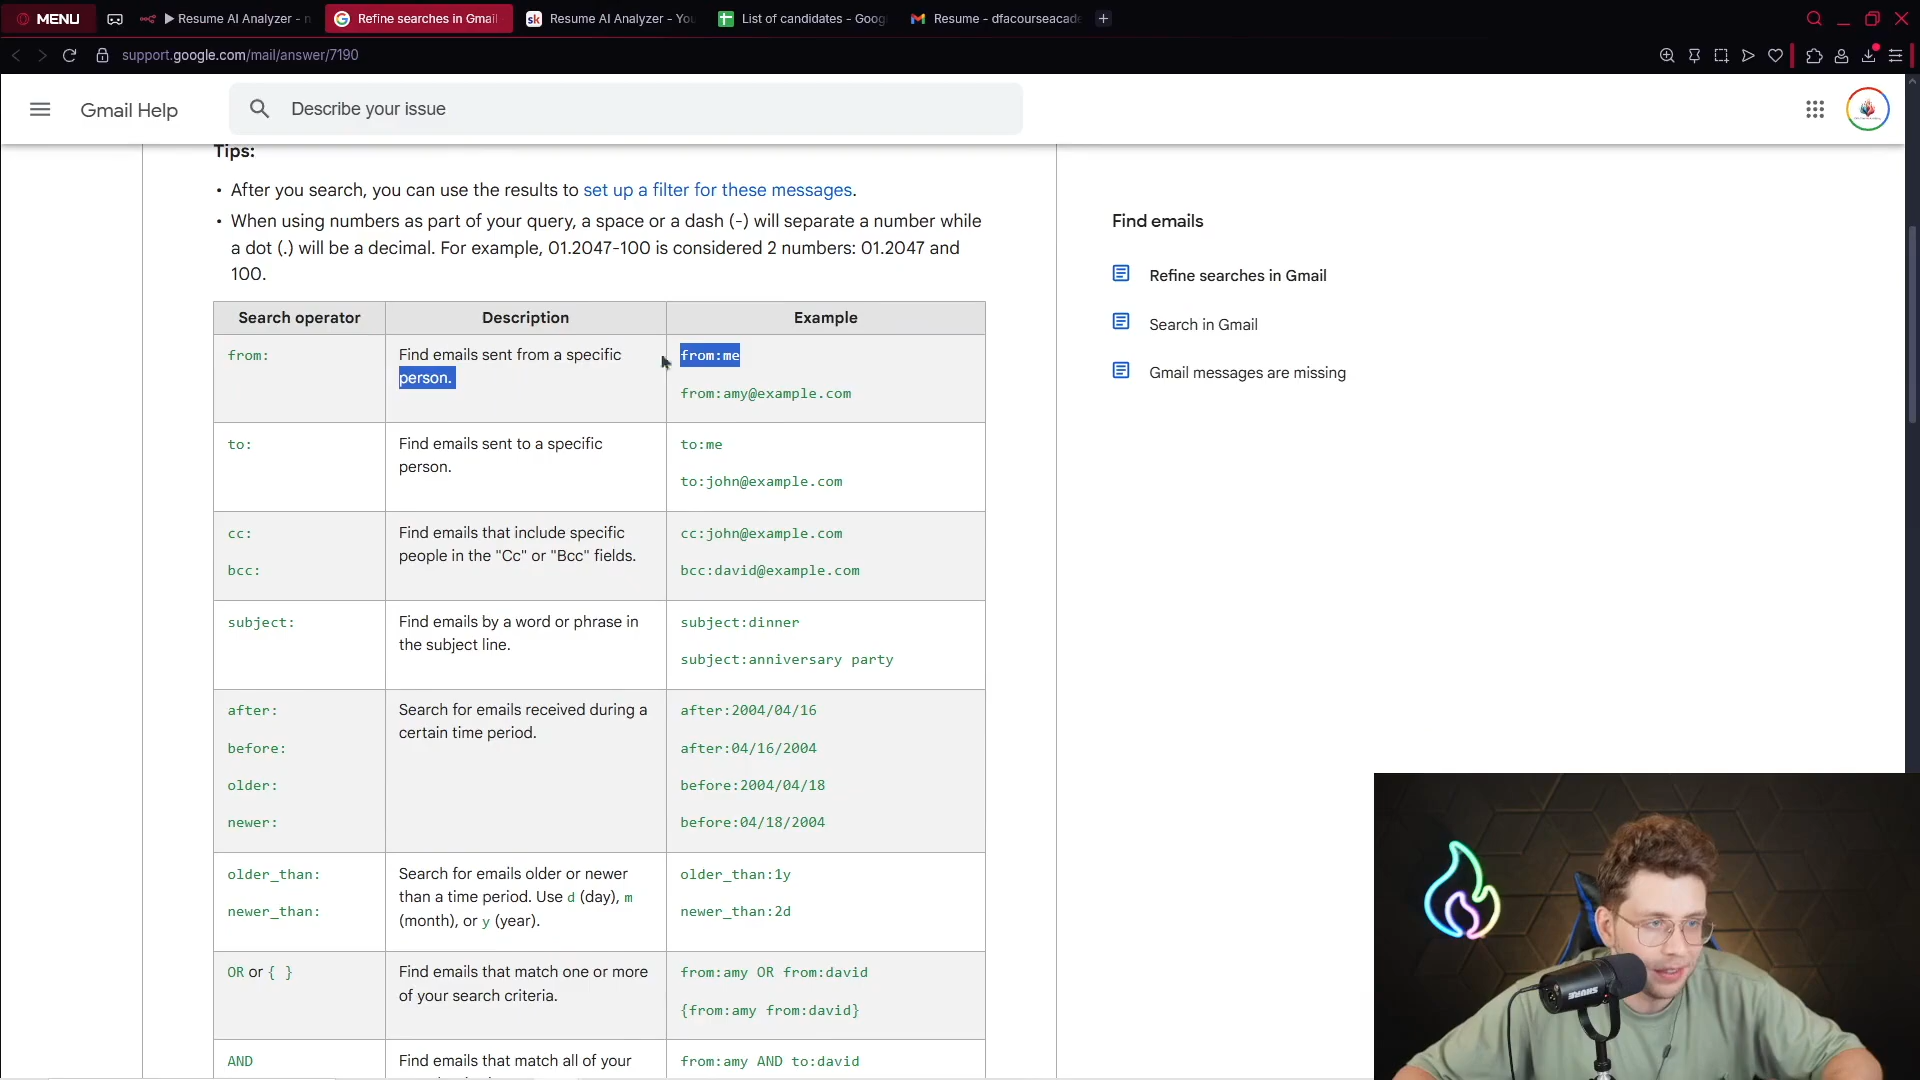 MENU
Resume AI Analyzer - n
Refine searches in Gmail
sk Resume AI Analyzer - You
List of candidates - Goog
Resume - dfacourseacade
support.google.com/mail/answer/7190
Gmail Help
Describe your issue
Tips:
• After you search, you can use the results to set up a filter for these messages.
• When using numbers as part of your query, a space or a dash (-) will separate a number while
a dot (.) will be a decimal. For example, 01.2047-100 is considered 2 numbers: 01.2047 and
100.
Search operator Description Example
from: Find emails sent from a specific from:me
person.
from:amy@example.com
to: Find emails sent to a specific to:me
person.
to:john@example.com
cc: Find emails that include specific cc:john@example.com
people in the "Cc" or "Bcc" fields.
bcc: bcc:david@example.com
subject: Find emails by a word or phrase in subject:dinner
the subject line.
subject:anniversary party
after: Search for emails received during a after:2004/04/16
certain time period.
before: after:04/16/2004
older: before:2004/04/18
newer: before:04/18/2004
older_than: Search for emails older or newer older_than:1y
than a time period. Use d (day), m
newer_than: (month), or y (year). newer_than:2d
OR or { } Find emails that match one or more from:amy OR from:david
of your search criteria.
{from:amy from:david}
AND Find emails that match all of your from:amy AND to:david
Find emails
Refine searches in Gmail
Search in Gmail
Gmail messages are missing
SHURE